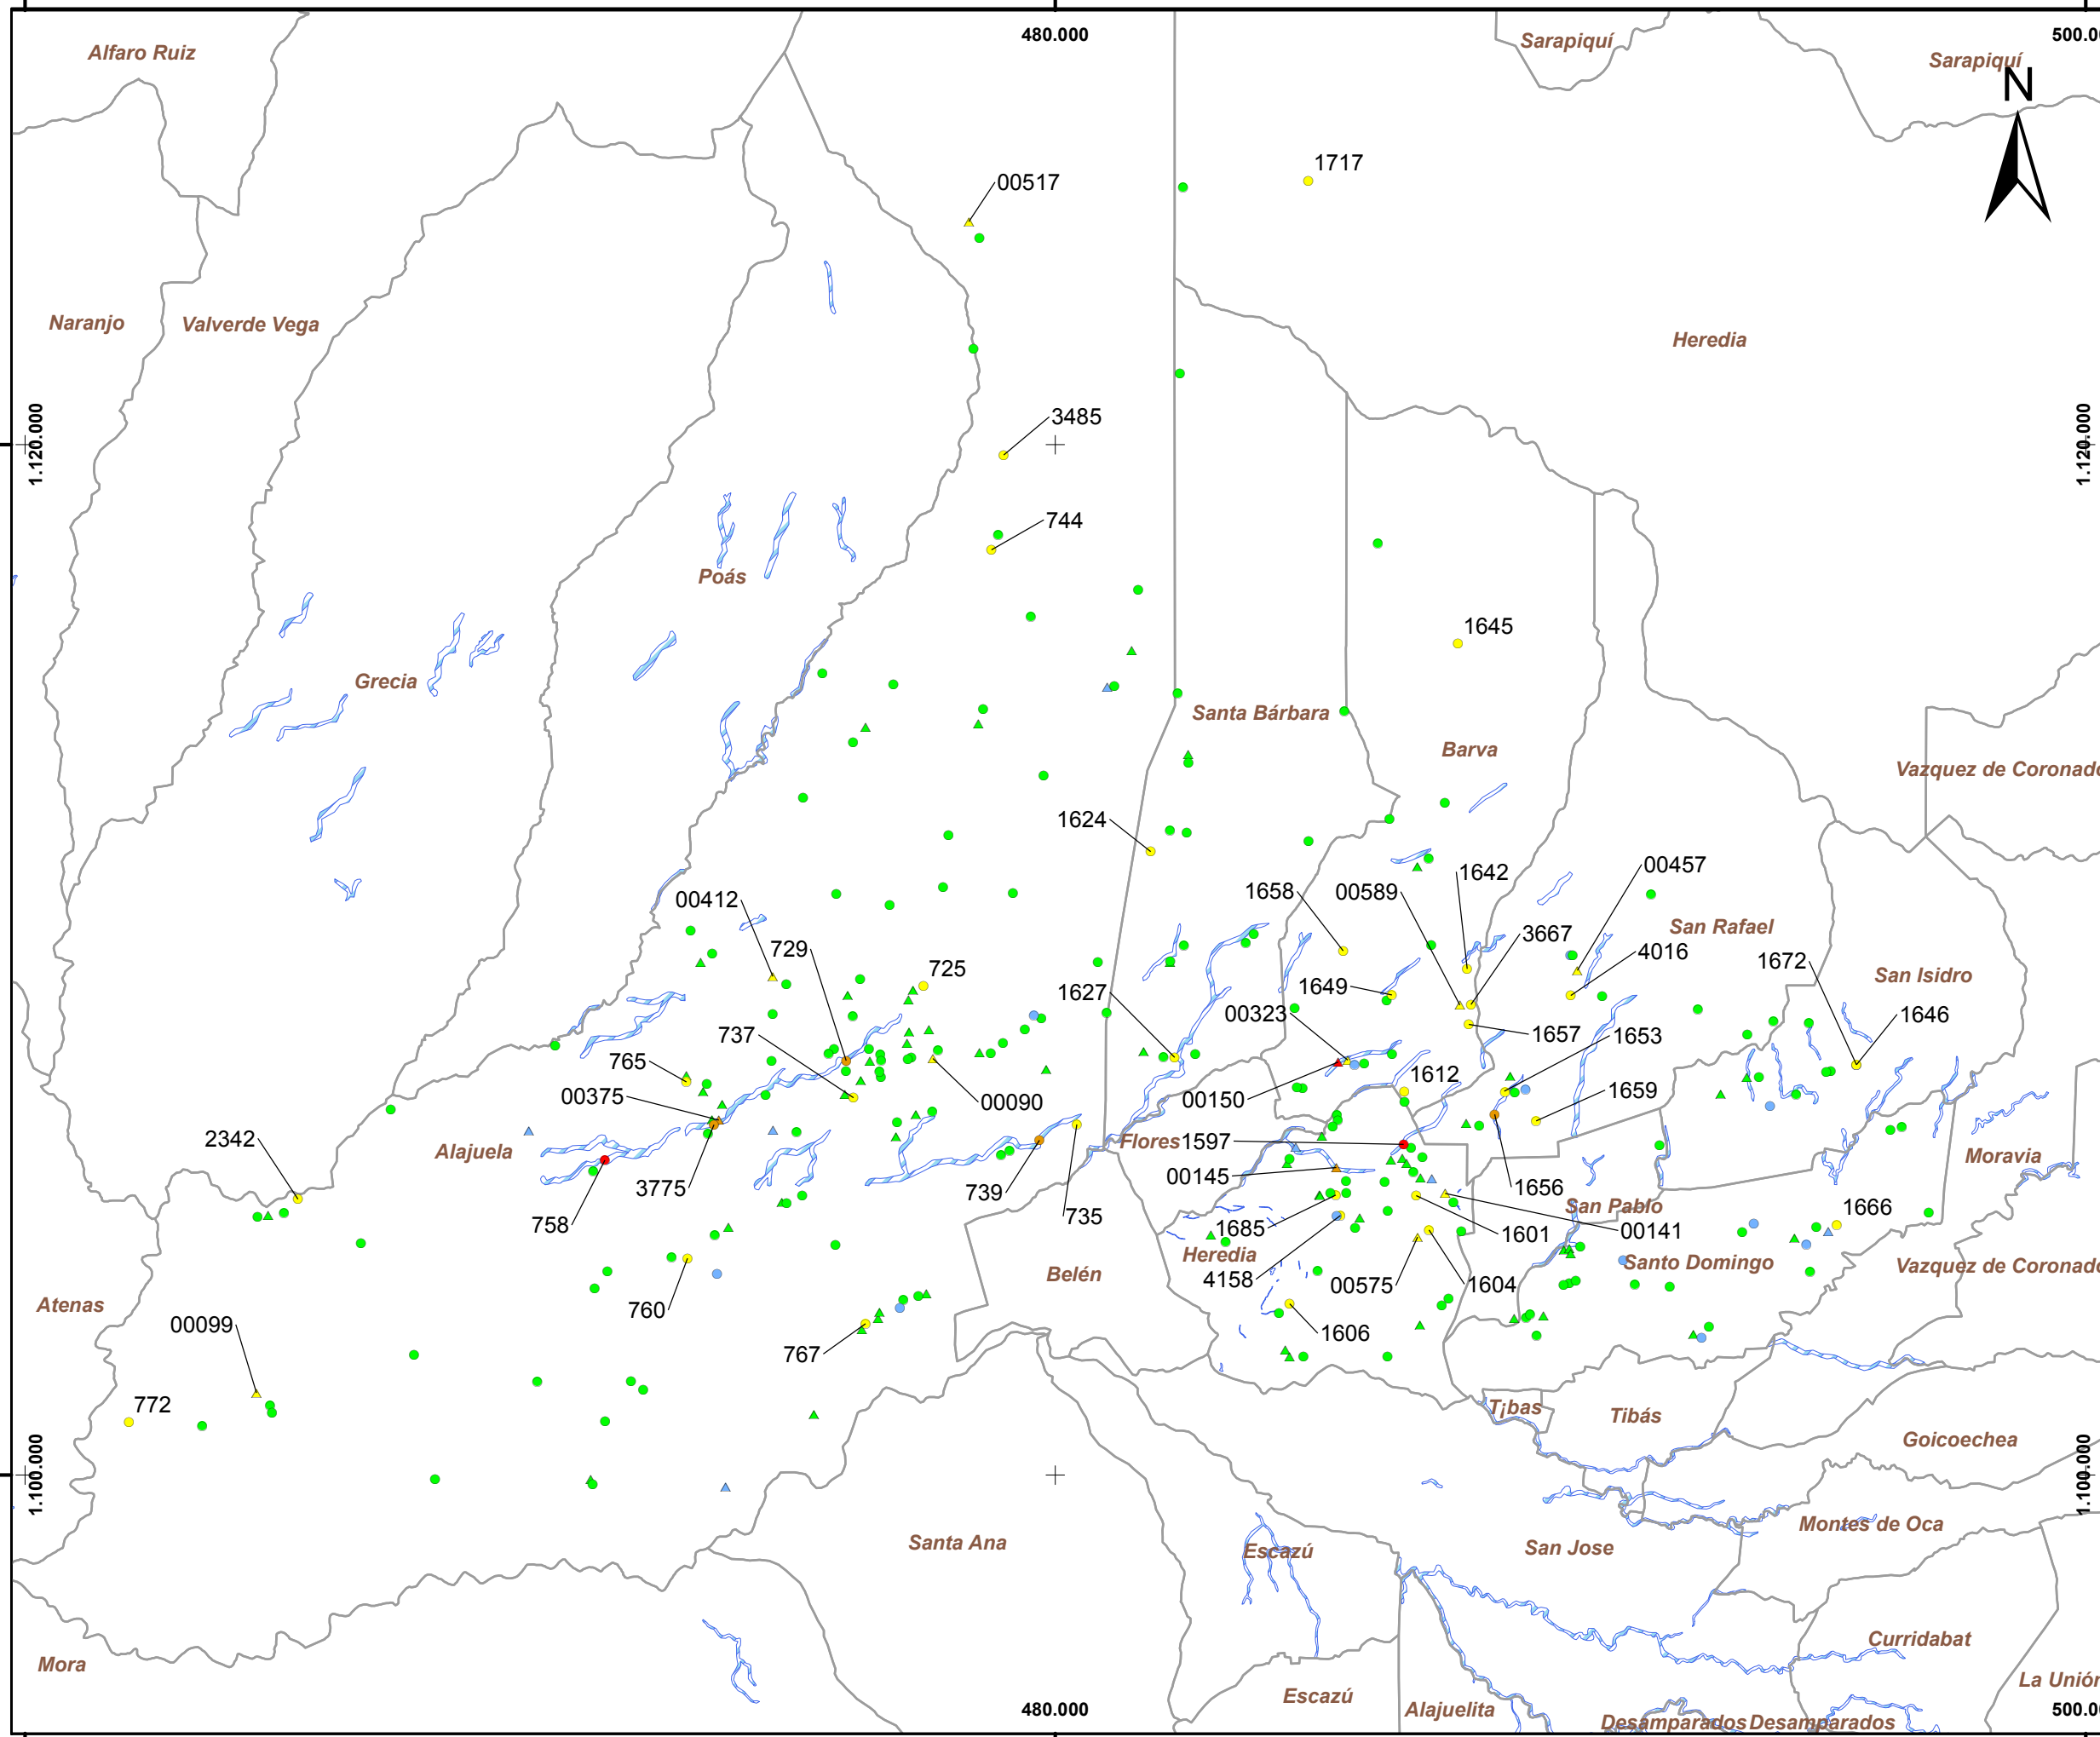 480.000
500.0
Alfaro Ruiz
Sarapiquí
Sarapiquí
N
1717
00517
Naranjo
Valverde Vega
Heredia
1.120.000
3485
1.120.000
744
Poás
1645
Grecia
Santa Bárbara
Barva
Vazquez de Coronado
1624
00412
1658
00589
1642
00457
San Rafael
729
3667
725
4016
1672
San Isidro
1627
1649
00323
1646
737
1657
1653
765
00375
00090
1612
00150
1659
2342
Alajuela
Flores
1597
Moravia
00145
3775
739
1656
758
735
San Pablo
1666
1685
1601
00141
Heredia
4158
Santo Domingo
Vazquez de Coronado
Belén
00575
1604
Atenas
760
00099
1606
767
772
T¡bas
Tibás
Goicoechea
1.100.000
1.100.000
Montes de Oca
Santa Ana
Escazú
San Jose
Curridabat
Mora
La Unión
Escazú
Alajuelita
480.000
500.0
Desamparados
Desamparados